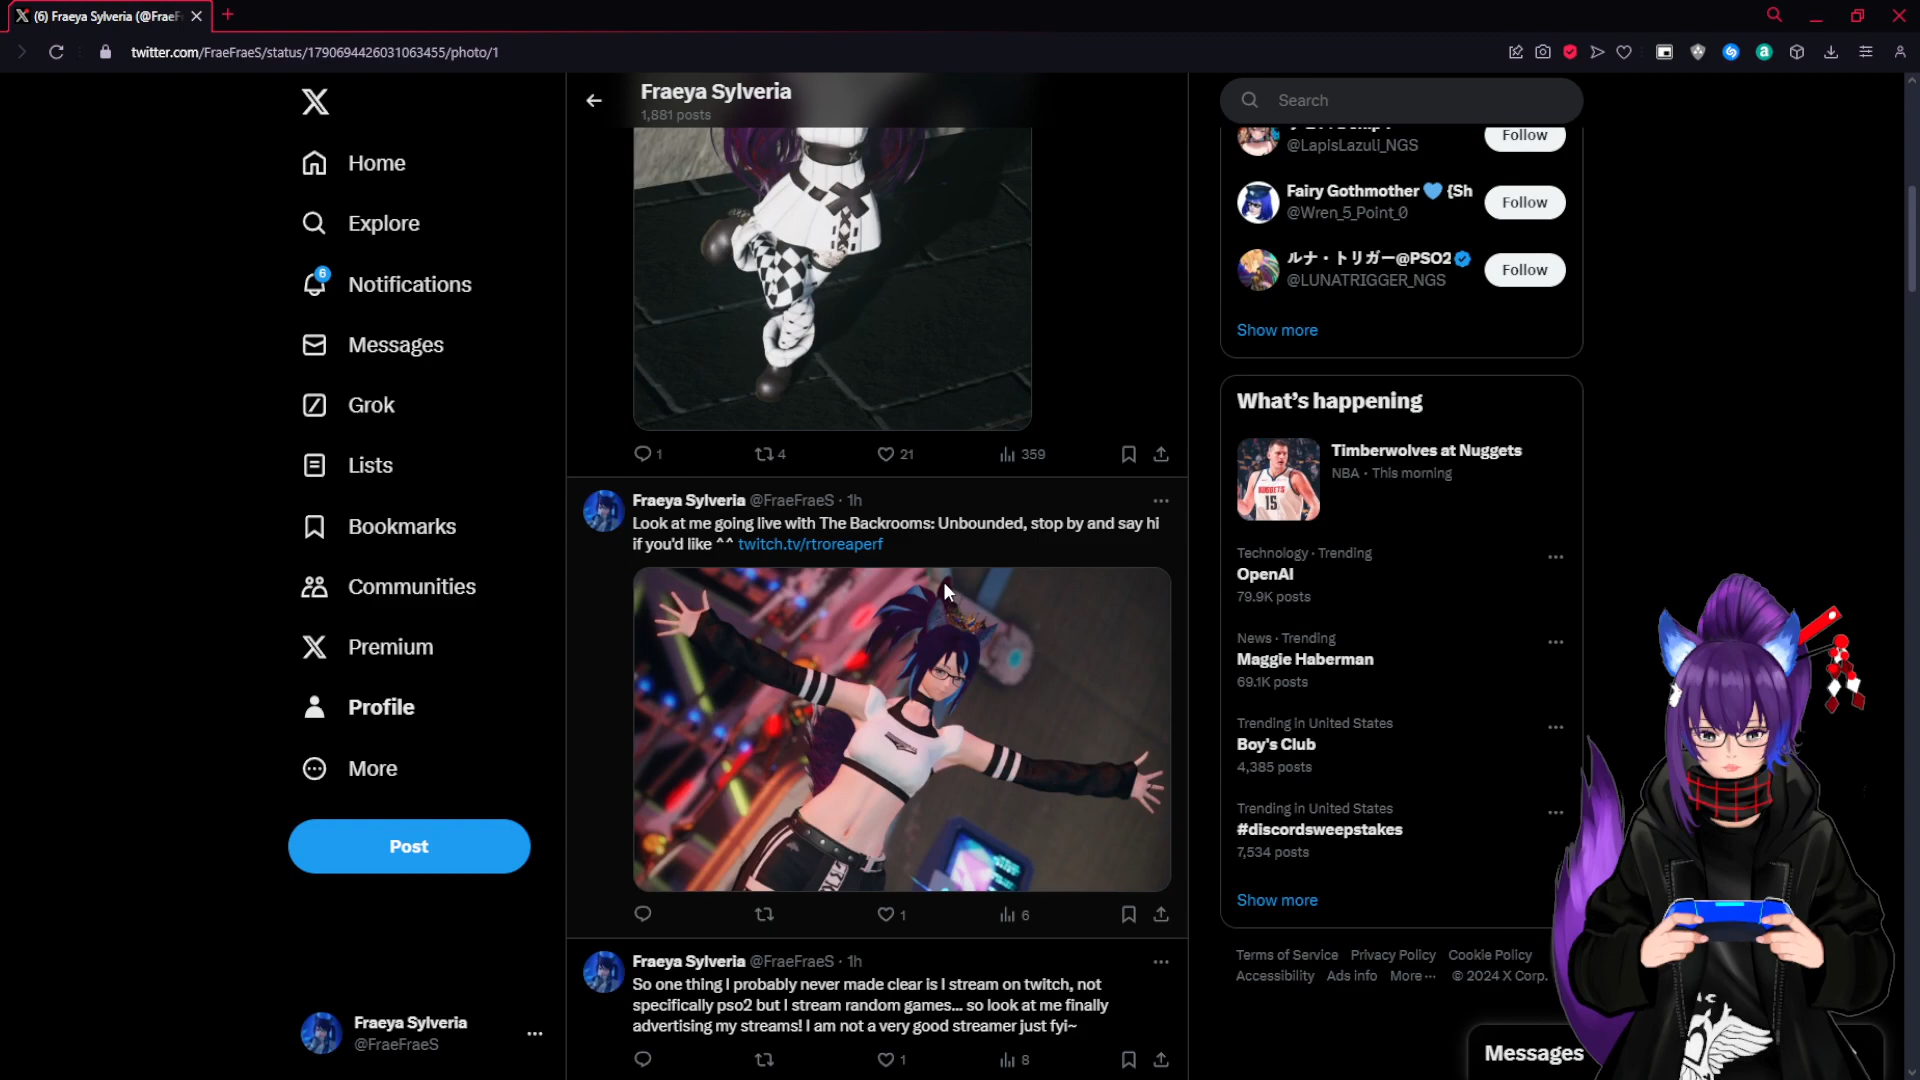 (6) Fraeya Sylveria (@FraeF
twitter.com/FraeFraeS/status/1790694426031063455/photo/1
Home
Explore
6
Notifications
Messages
Grok
Lists
Bookmarks
Communities
Premium
Profile
More
Post
Fraeya Sylveria
@FraeFraeS
Fraeya Sylveria
1,881 posts
1
4
21
359
Fraeya Sylveria @FraeFraeS · 1h
Look at me going live with The Backrooms: Unbounded, stop by and say hi
if you'd like ^^ twitch.tv/rtroreaperf
1
6
Fraeya Sylveria @FraeFraeS · 1h
So one thing I probably never made clear is I stream on twitch, not
specifically pso2 but I stream random games... so look at me finally
advertising my streams! I am not a very good streamer just fyi~
1
8
Search
@LapisLazuli_NGS
Follow
Fairy Gothmother 💙 {Sh
@Wren_5_Point_0
Follow
ルナ・トリガー@PSO2
@LUNATRIGGER_NGS
Follow
Show more
What's happening
Timberwolves at Nuggets
NBA · This morning
NUGGETS
15
Technology · Trending
OpenAI
79.9K posts
News · Trending
Maggie Haberman
69.1K posts
Trending in United States
Boy's Club
4,385 posts
Trending in United States
#discordsweepstakes
7,534 posts
Show more
Terms of Service Privacy Policy Cookie Policy
Accessibility Ads info More ··· © 2024 X Corp.
Messages